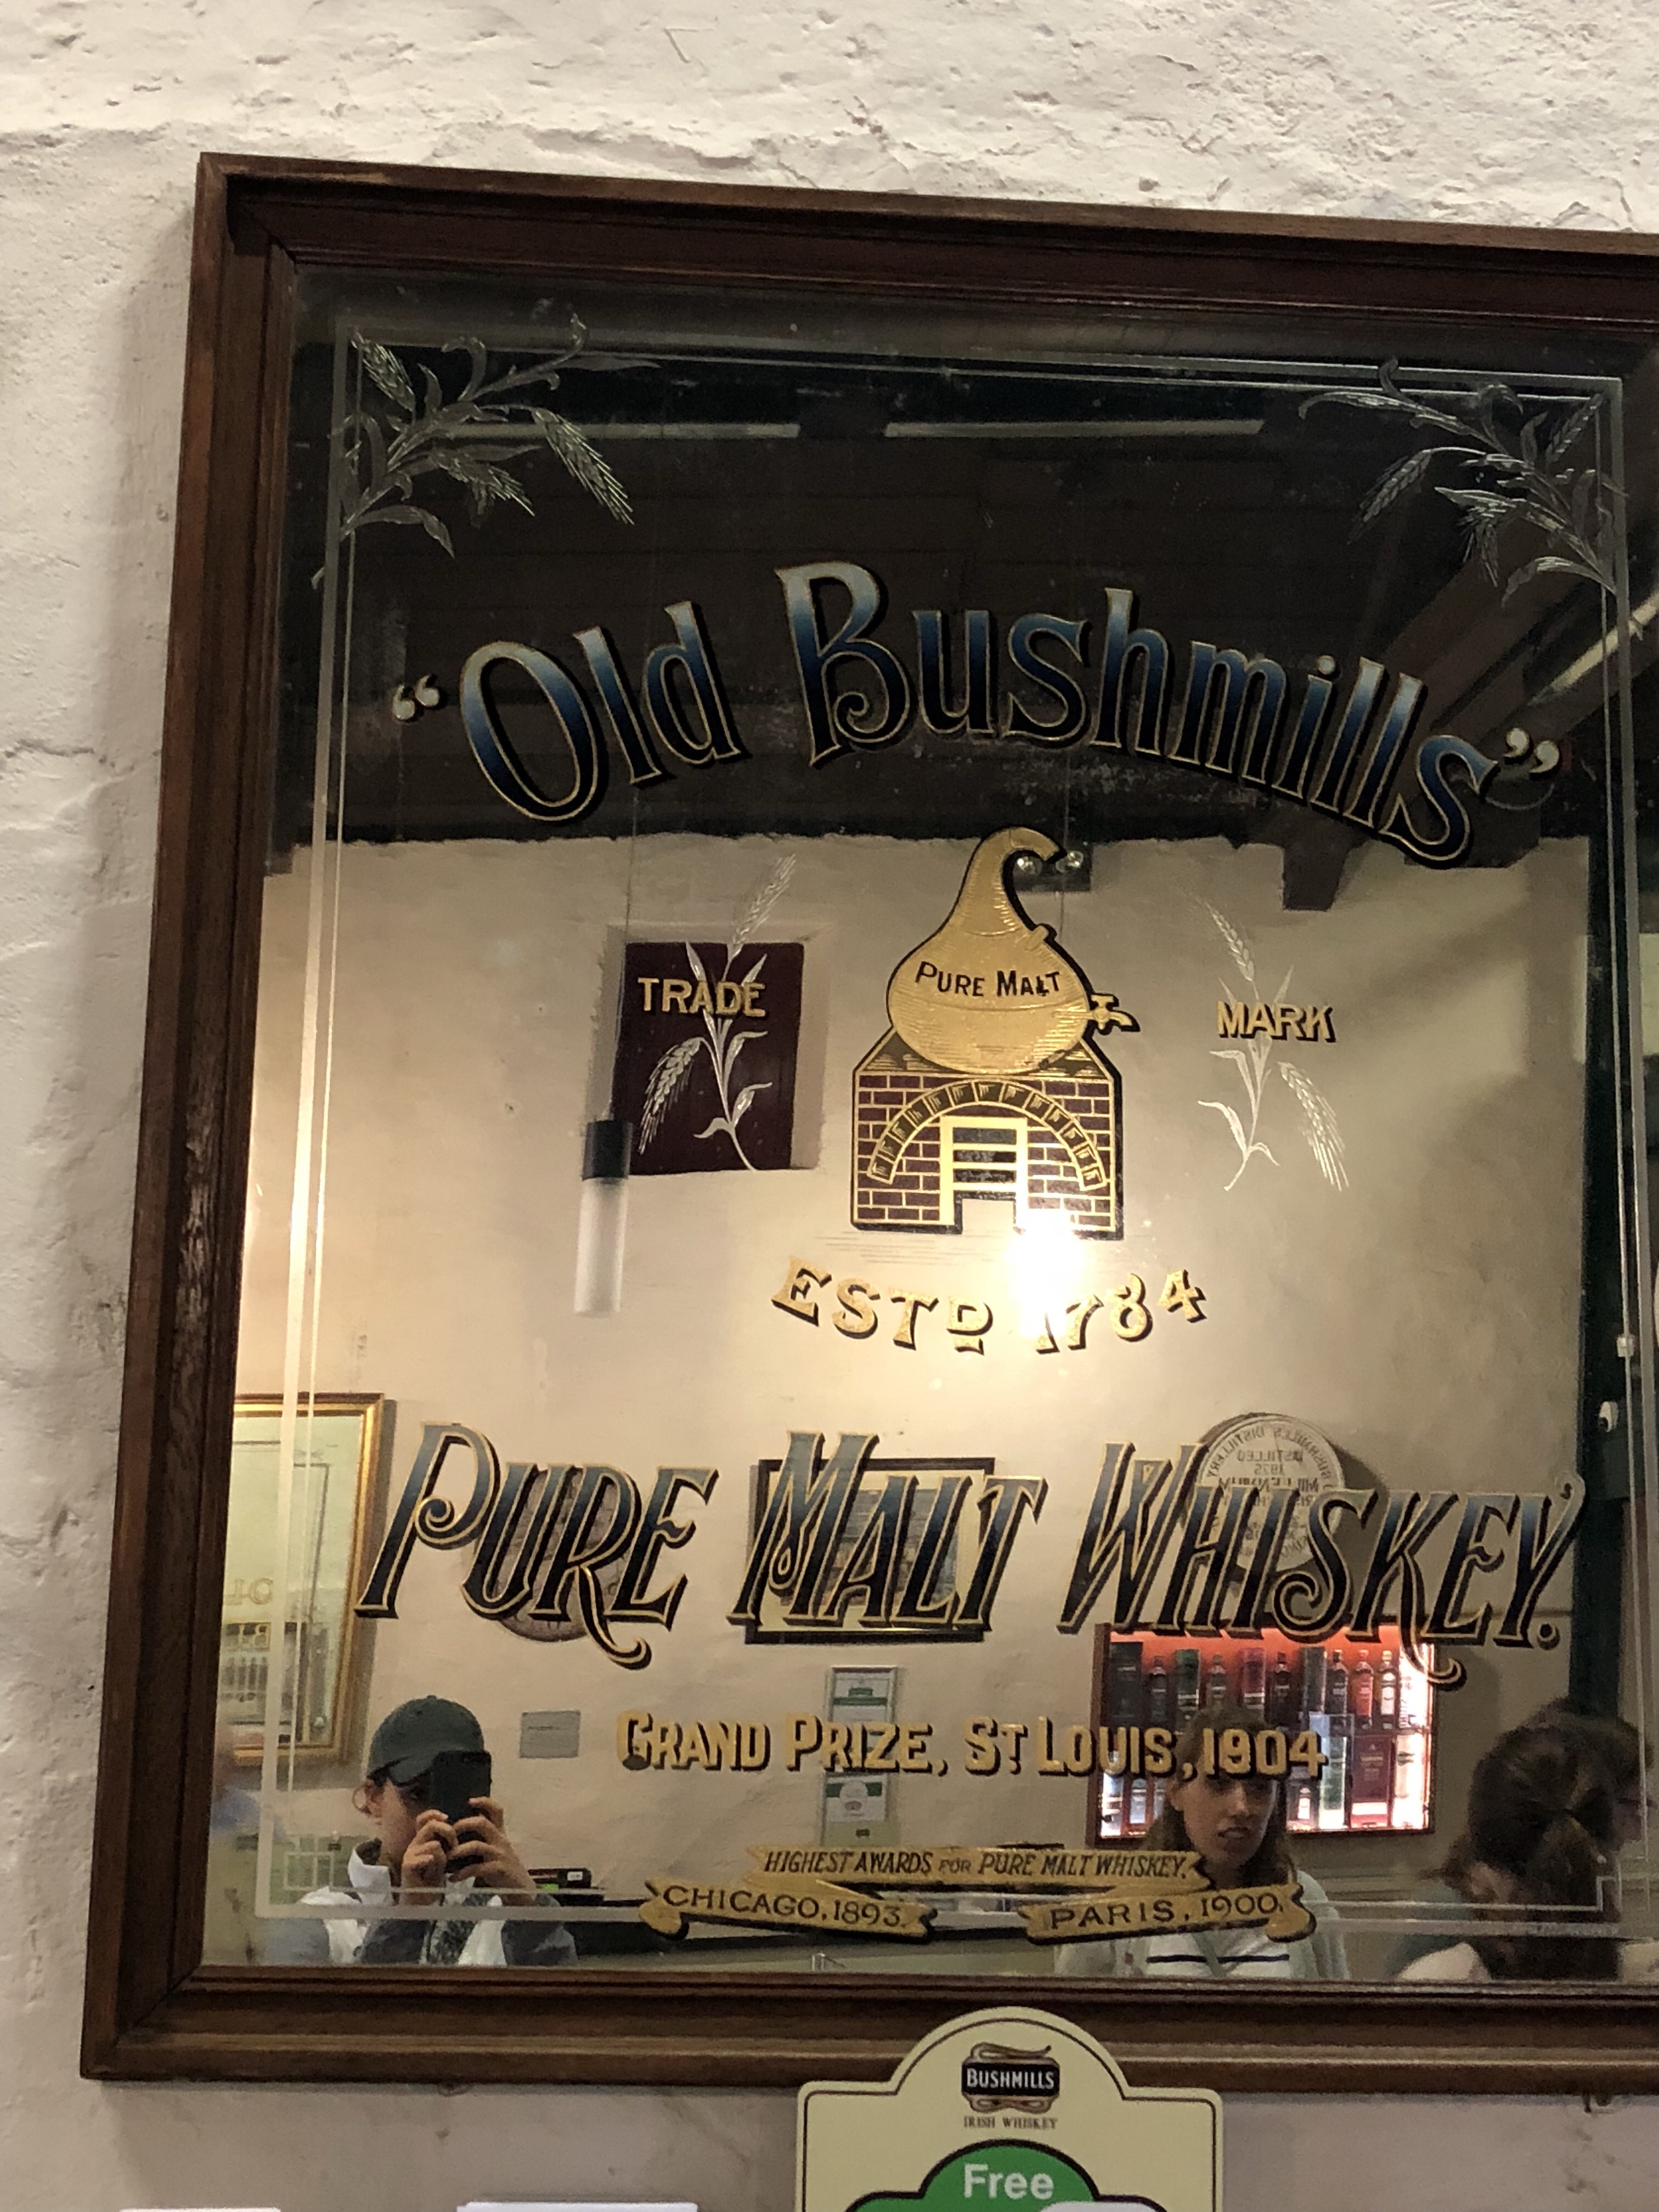 “Old Bushmills”
PURE MALT
TRADE MARK
ESTD 1784
PURE MALT WHISKEY.
GRAND PRIZE, ST LOUIS, 1904
HIGHEST AWARDS FOR PURE MALT WHISKEY.
CHICAGO, 1893. PARIS, 1900.
BUSHMILLS
IRISH WHISKEY
Free